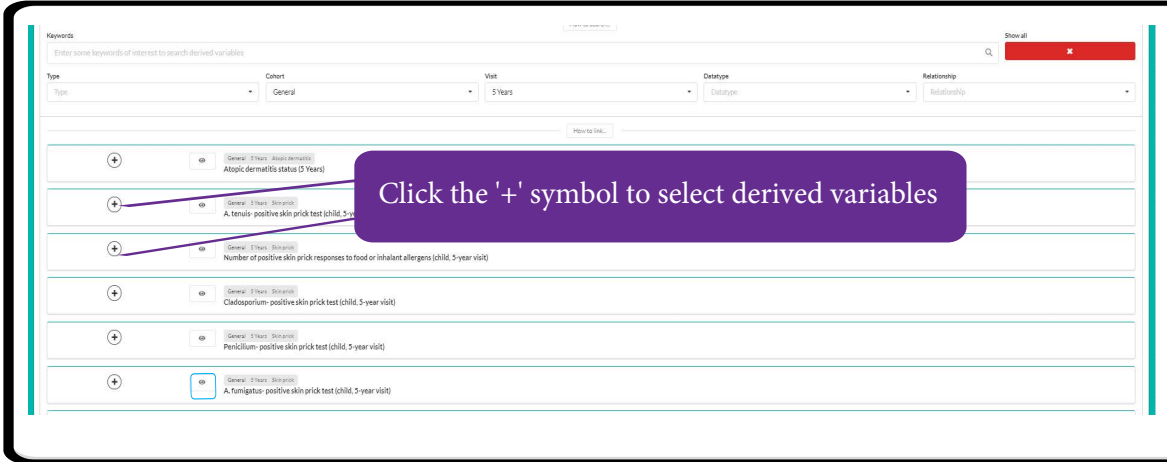 Keywords
Show all
Enter some keywords of interest to search derived variables
Type Cohort Visit Datatype Relationship
Type General 5 Years Datatype Relationship
How to link...
General 5 Years Atopic dermatitis
Atopic dermatitis status (5 Years)
Click the '+' symbol to select derived variables
General 5 Years Skin prick
A. tenuis- positive skin prick test (child, 5-ye
General 5 Years Skin prick
Number of positive skin prick responses to food or inhalant allergens (child, 5-year visit)
General 5 Years Skin prick
Cladosporium- positive skin prick test (child, 5-year visit)
General 5 Years Skin prick
Penicilium- positive skin prick test (child, 5-year visit)
General 5 Years Skin prick
A. fumigatus- positive skin prick test (child, 5-year visit)